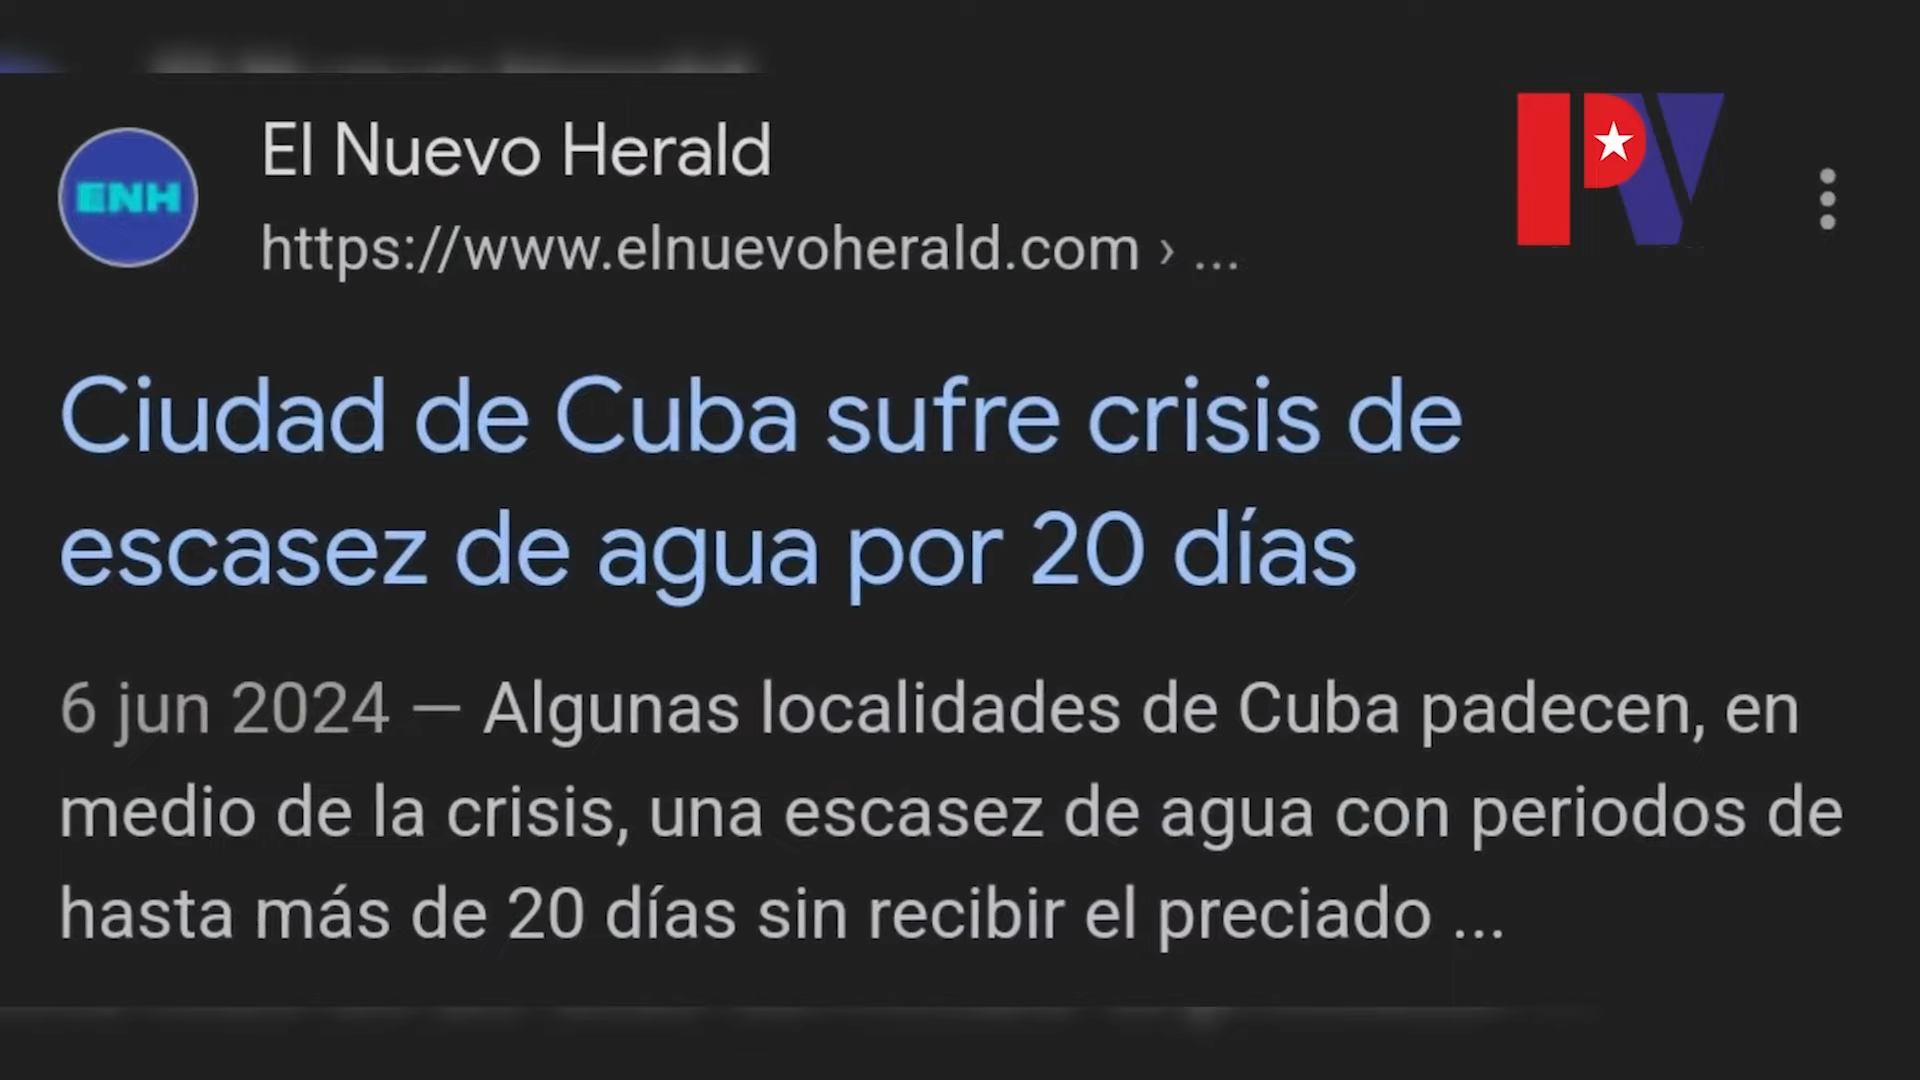 El Nuevo Herald
ENH
https://www.elnuevoherald.com › ...
PV
Ciudad de Cuba sufre crisis de
escasez de agua por 20 días
6 jun 2024 — Algunas localidades de Cuba padecen, en
medio de la crisis, una escasez de agua con periodos de
hasta más de 20 días sin recibir el preciado ...